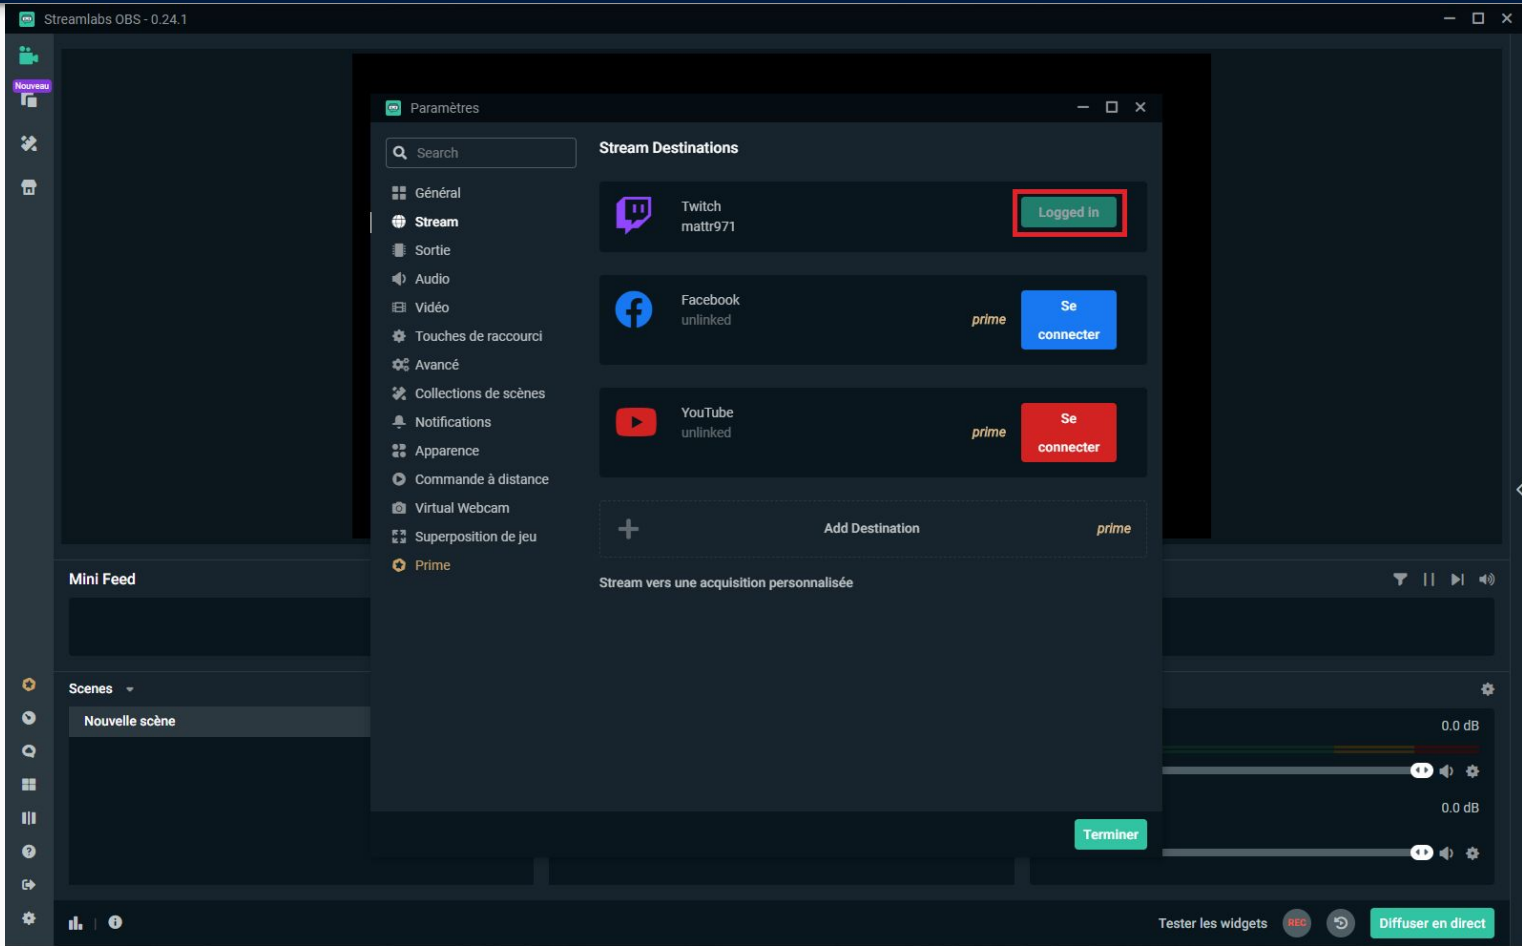 Streamlabs OBS - 0.24.1
Nouveau
Paramètres
Search
Général
Stream
Sortie
Audio
Vidéo
Touches de raccourci
Avancé
Collections de scènes
Notifications
Apparence
Commande à distance
Virtual Webcam
Superposition de jeu
Prime
Stream Destinations
Twitch
mattr971
Logged in
Facebook
unlinked
prime
Se
connecter
YouTube
unlinked
prime
Se
connecter
Add Destination
prime
Stream vers une acquisition personnalisée
Terminer
Mini Feed
Scenes
Nouvelle scène
0.0 dB
0.0 dB
Tester les widgets
REC
Diffuser en direct